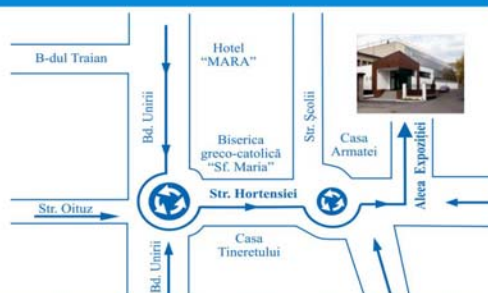 Hotel
“MARA”
B-dul Traian
Bd. Unirii
Str. Școlii
Biserica
greco-catolică
“Sf. Maria”
Casa
Armatei
Aleea Expoziției
Str. Hortensiei
Str. Oituz
Casa
Tineretului
Bd. Unirii